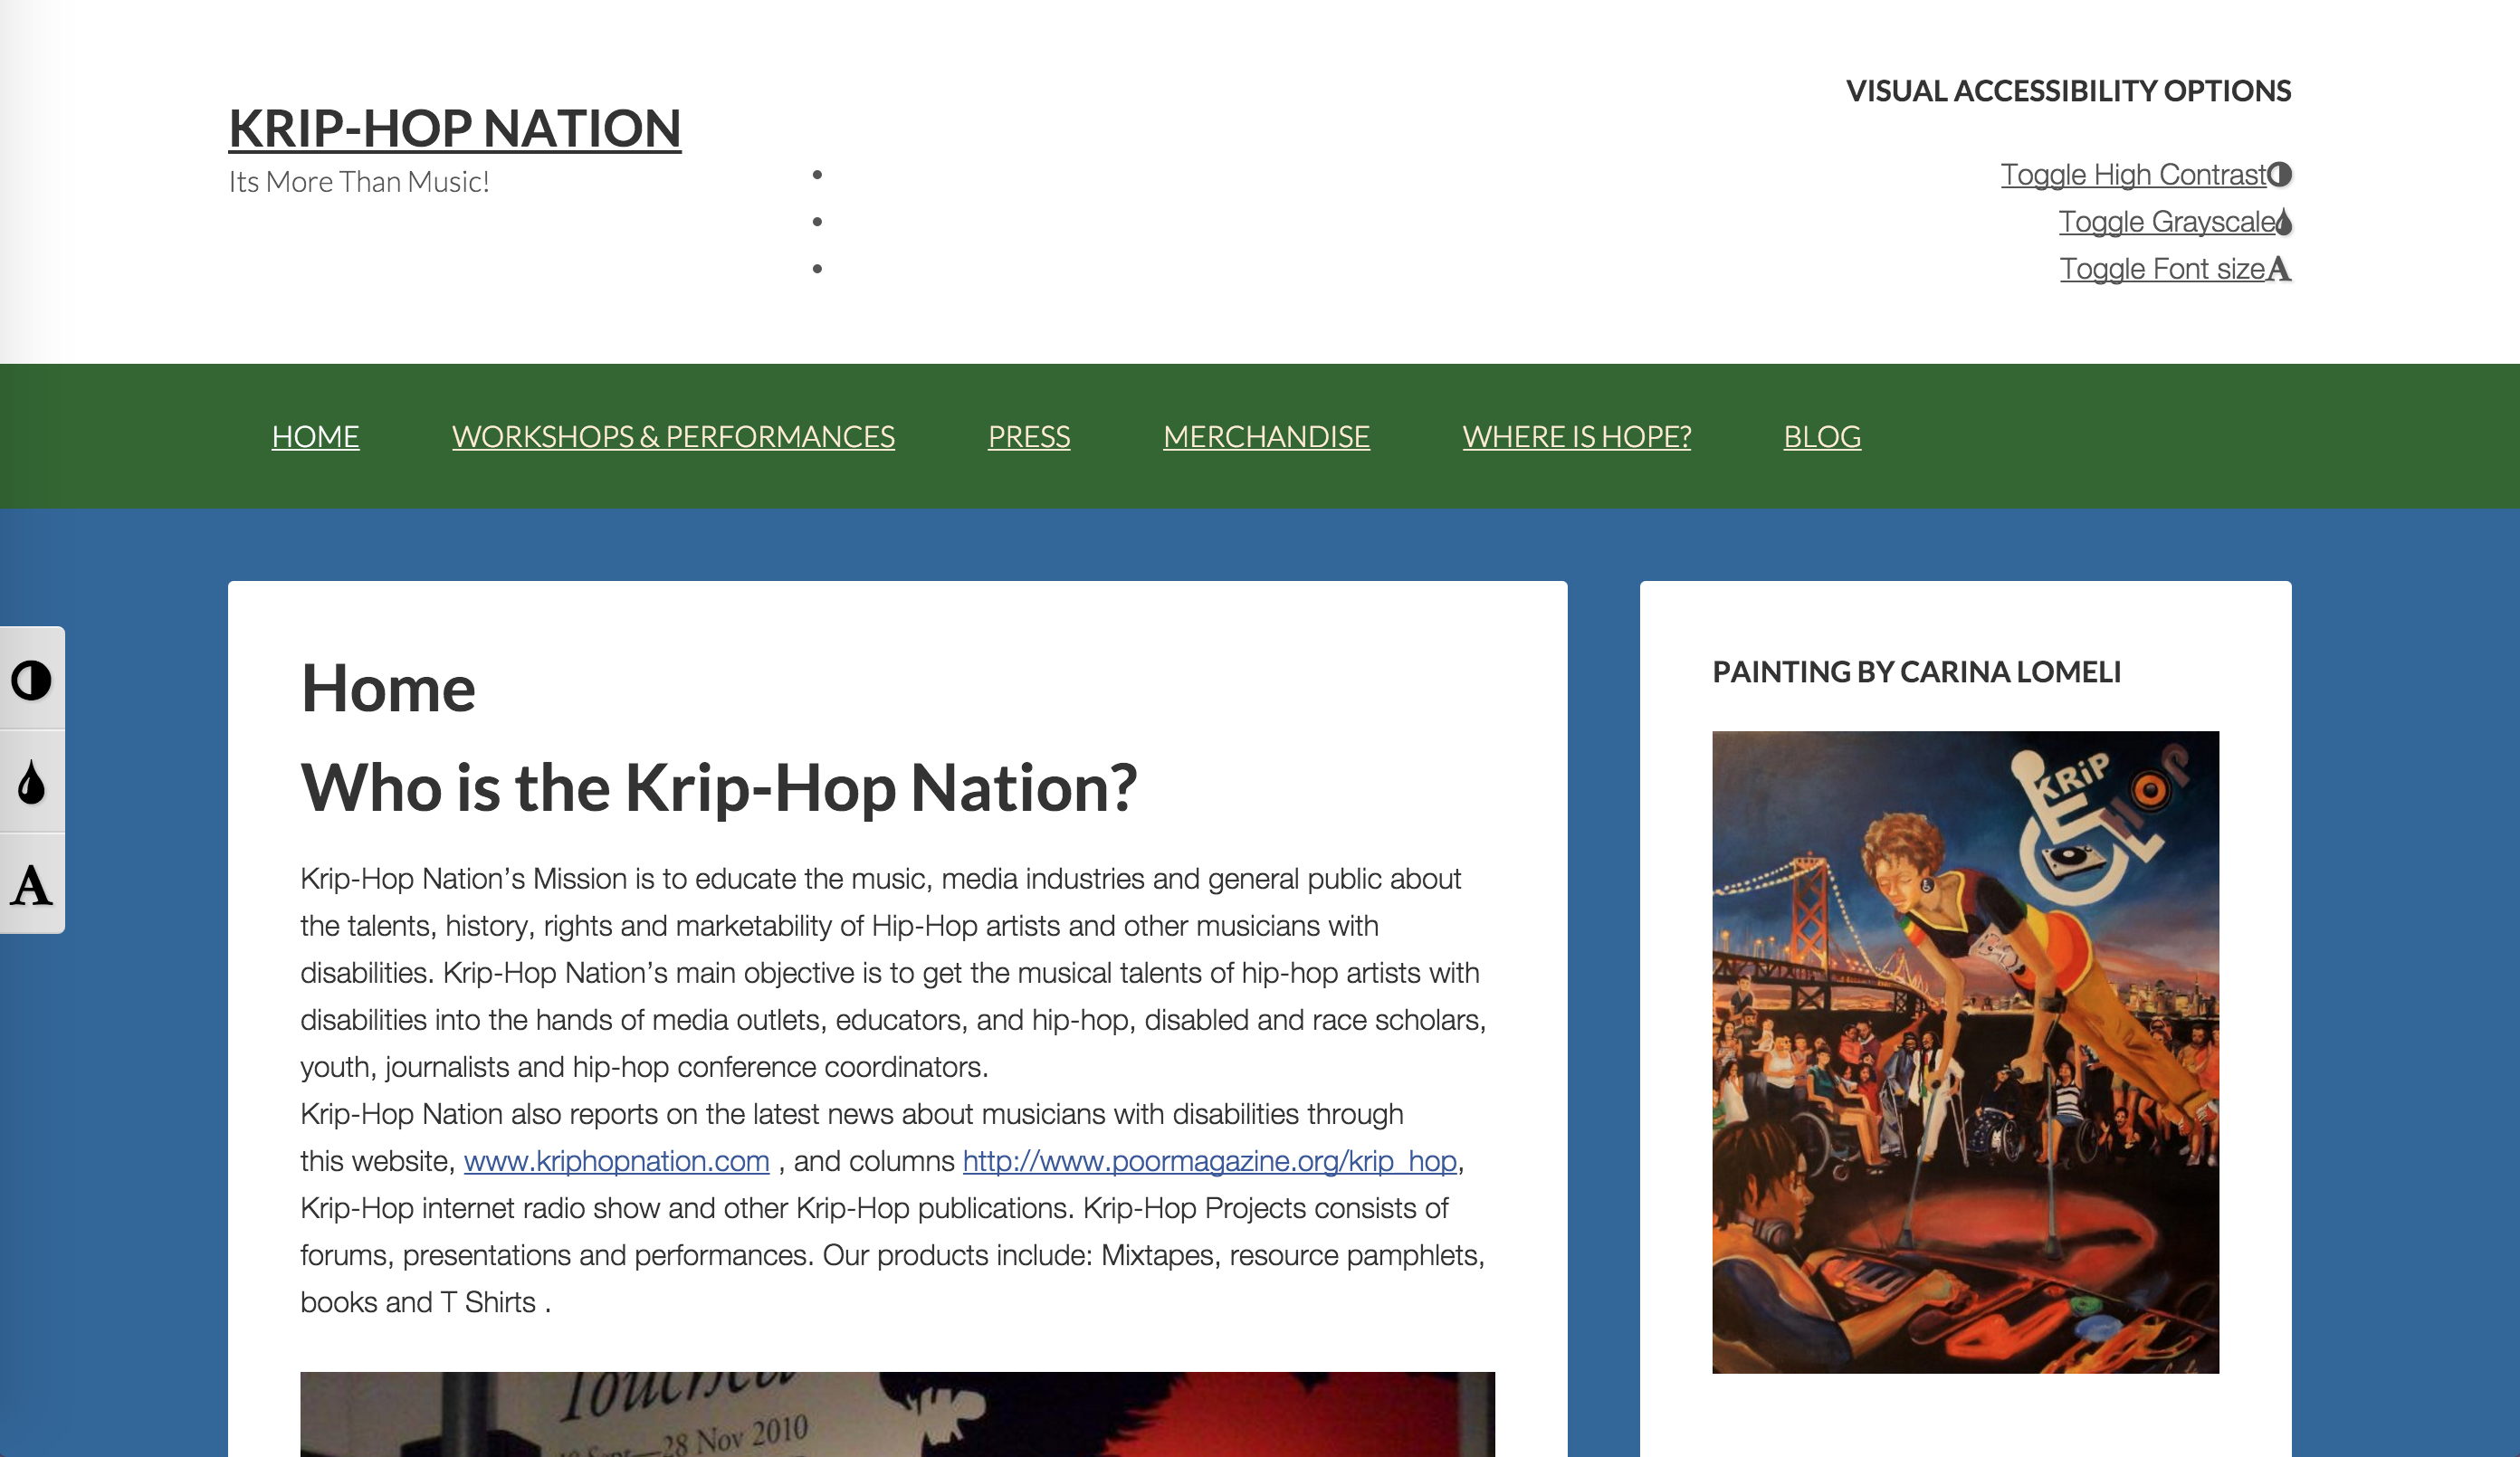 KRIP-HOP NATION
Its More Than Music!
VISUAL ACCESSIBILITY OPTIONS
Toggle High Contrast
Toggle Grayscale
Toggle Font size
HOME
WORKSHOPS & PERFORMANCES
PRESS
MERCHANDISE
WHERE IS HOPE?
BLOG
A
Home
Who is the Krip-Hop Nation?
Krip-Hop Nation’s Mission is to educate the music, media industries and general public about
the talents, history, rights and marketability of Hip-Hop artists and other musicians with
disabilities. Krip-Hop Nation’s main objective is to get the musical talents of hip-hop artists with
disabilities into the hands of media outlets, educators, and hip-hop, disabled and race scholars,
youth, journalists and hip-hop conference coordinators.
Krip-Hop Nation also reports on the latest news about musicians with disabilities through
this website, www.kriphopnation.com , and columns http://www.poormagazine.org/krip_hop,
Krip-Hop internet radio show and other Krip-Hop publications. Krip-Hop Projects consists of
forums, presentations and performances. Our products include: Mixtapes, resource pamphlets,
books and T Shirts .
Touched
28 Nov 2010
PAINTING BY CARINA LOMELI
KRiP
HOP